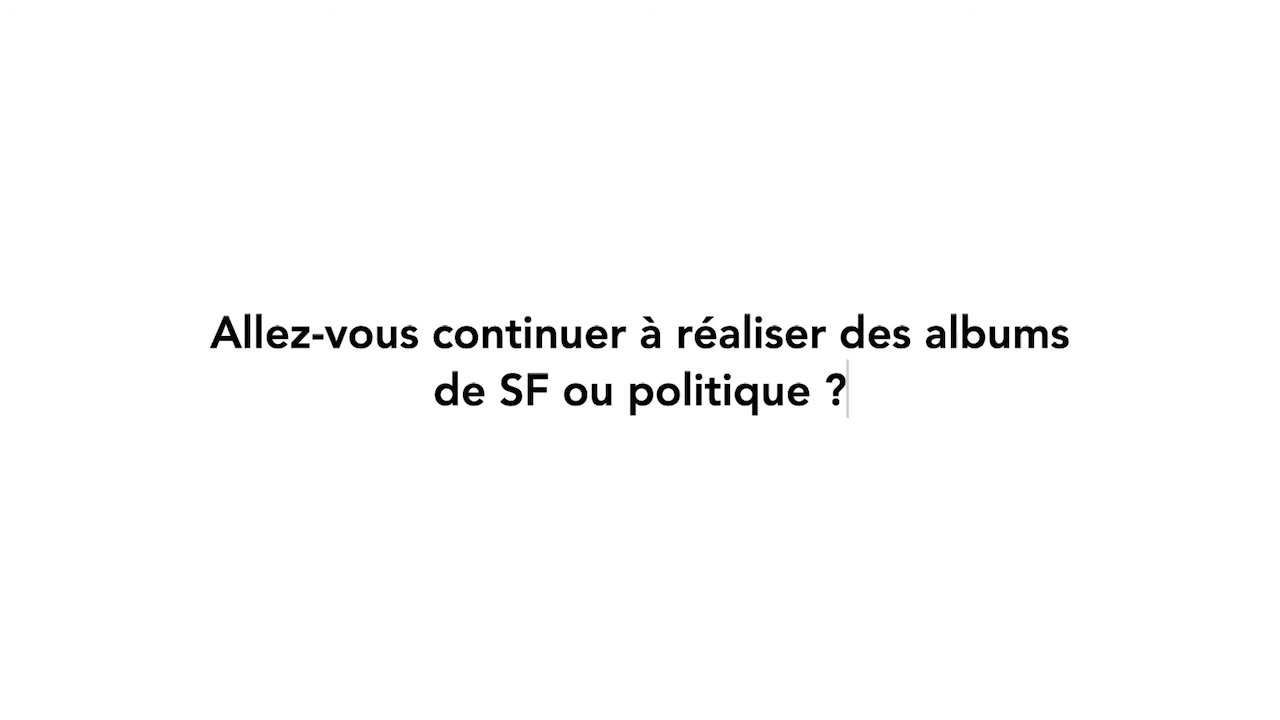 Allez-vous continuer à réaliser des albums
de SF ou politique ?